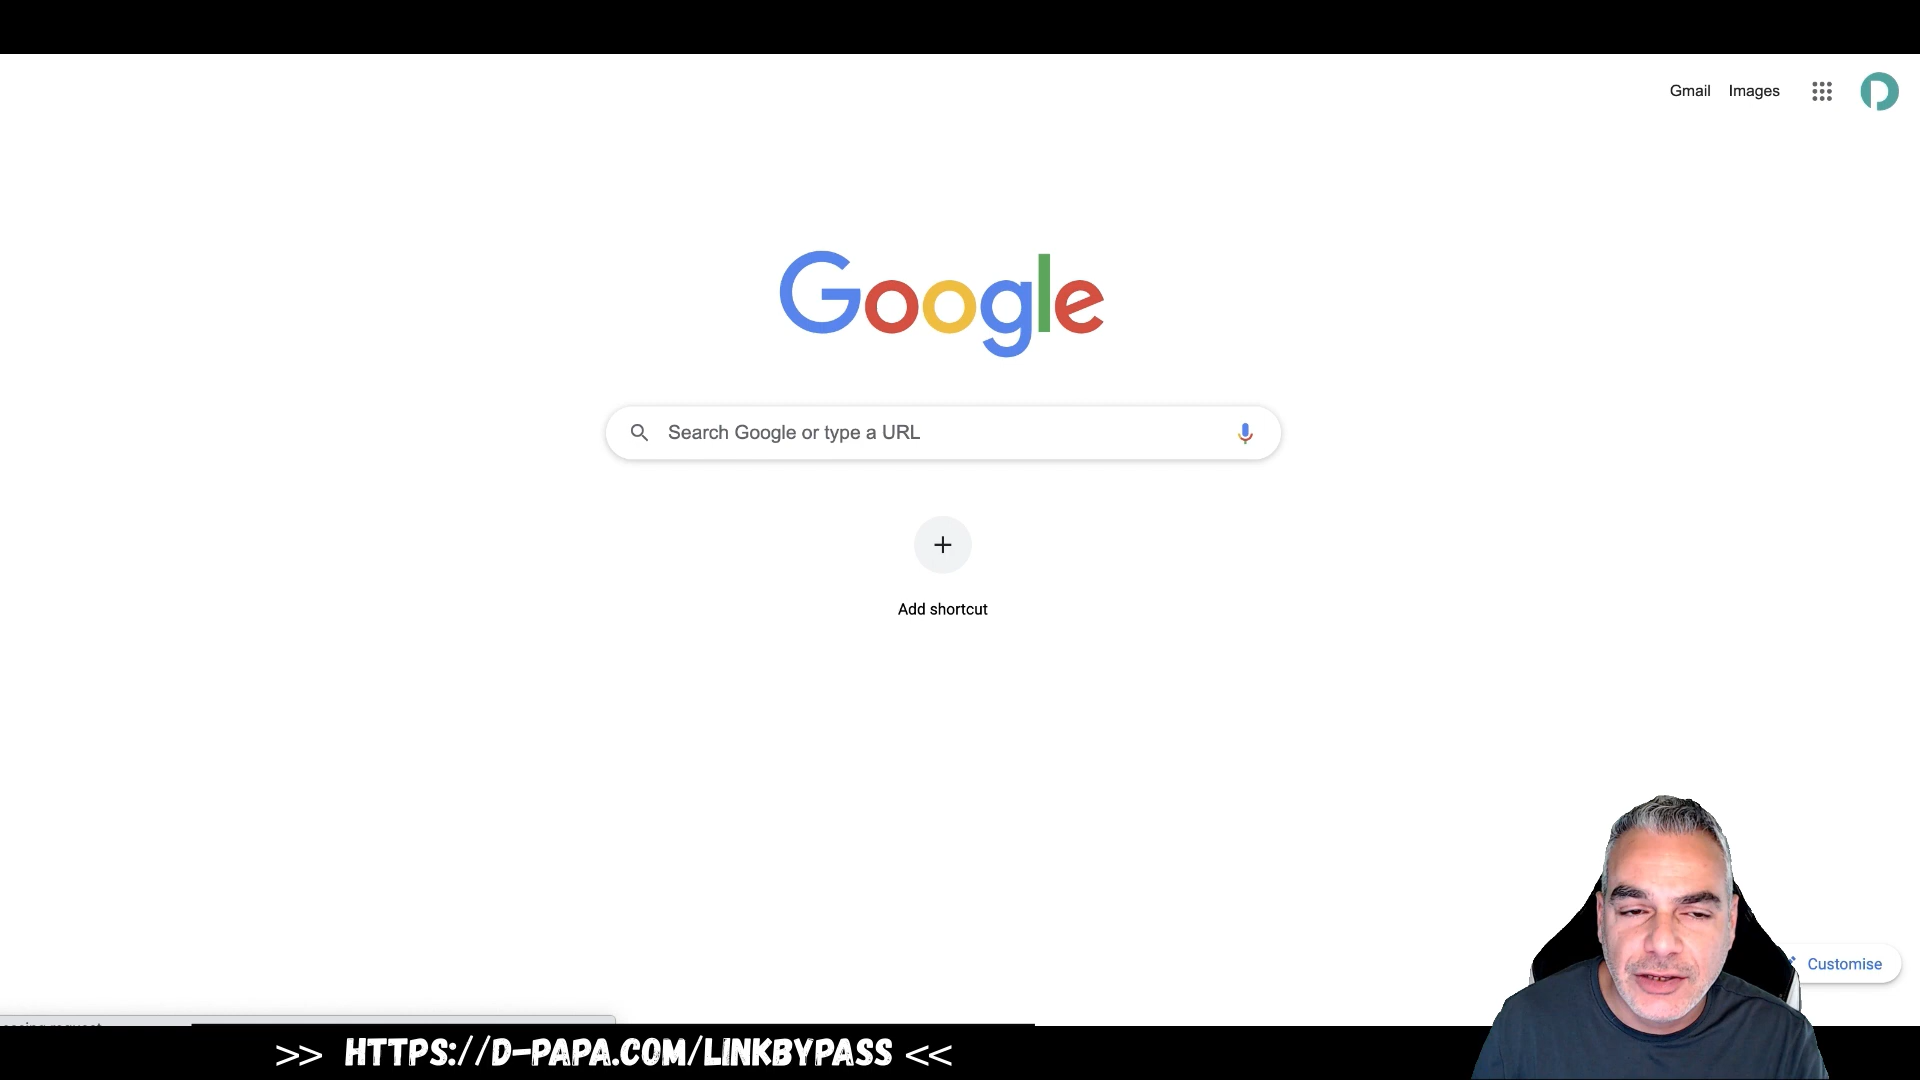 Gmail Images
Google
Search Google or type a URL
Add shortcut
Customise
>> HTTPS://D-PAPA.COM/LINKBYPASS <<